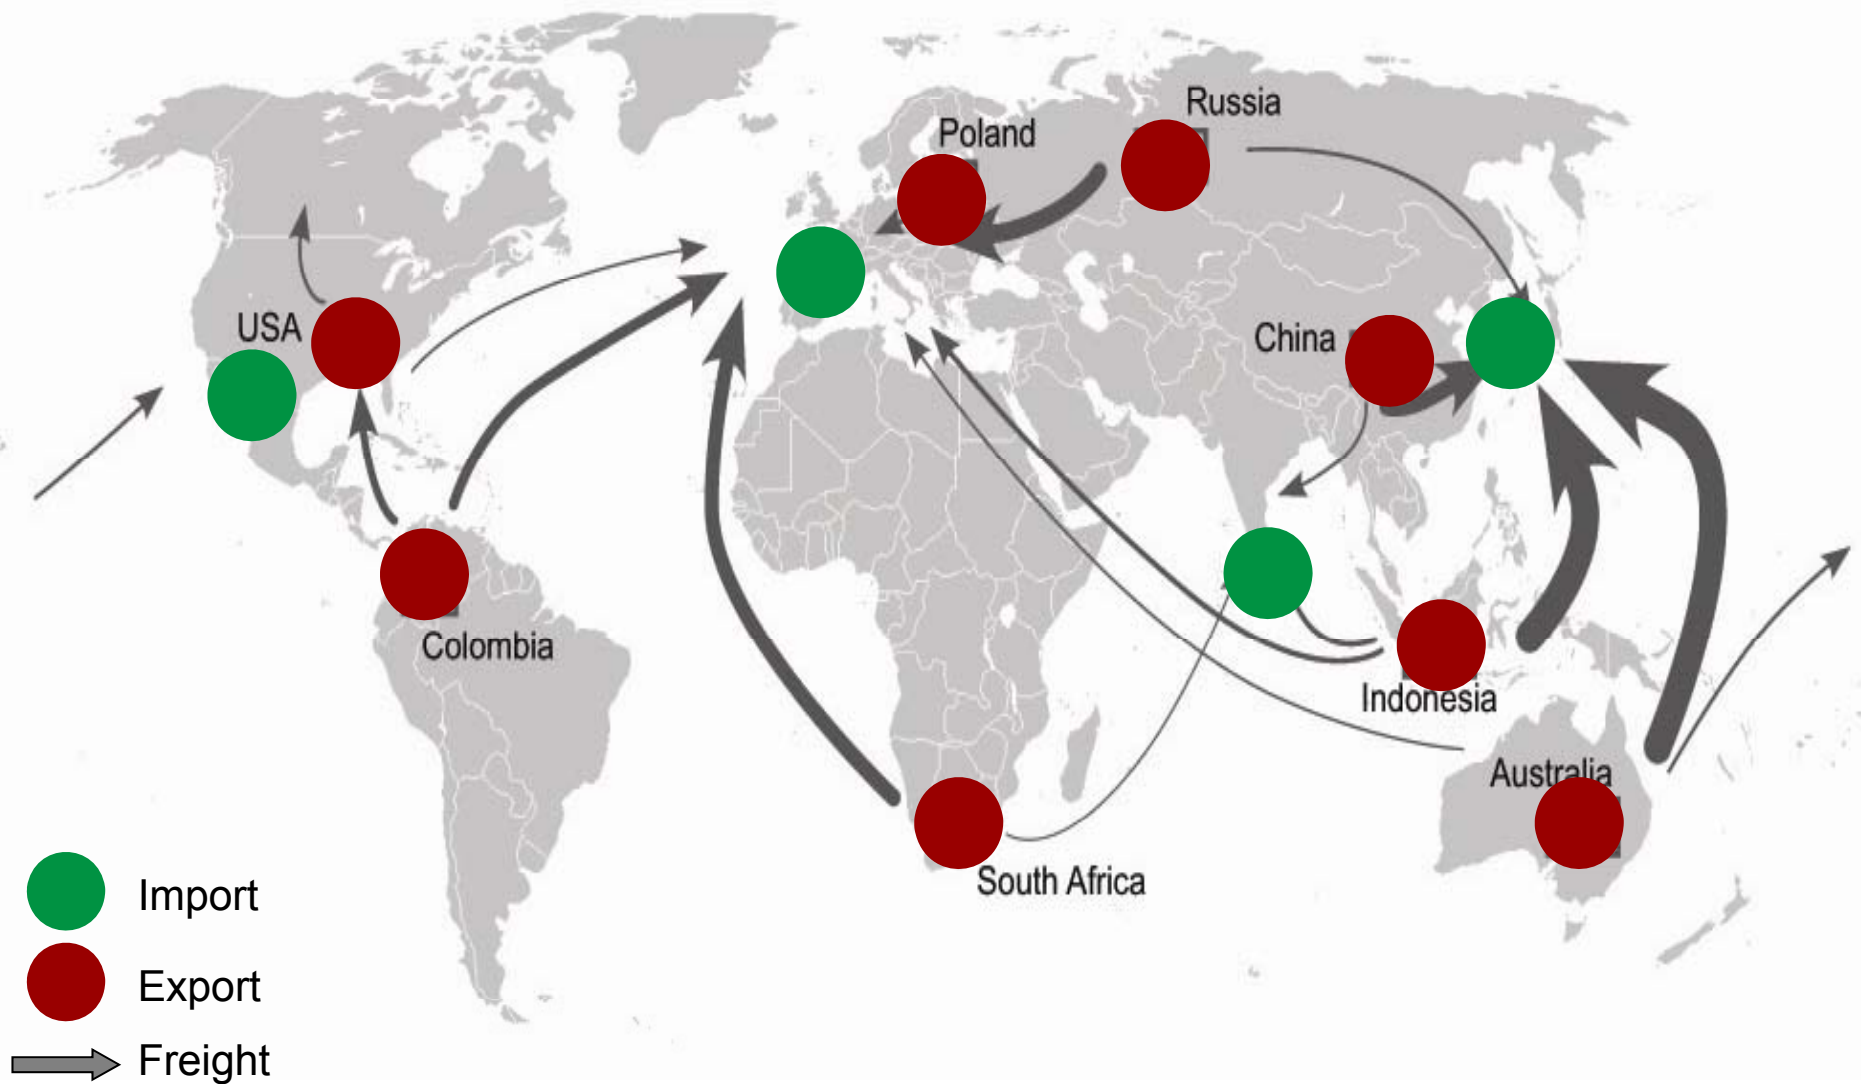 Russia
Poland
USA
China
Colombia
Indonesia
Australia
South Africa
Import
Export
Freight